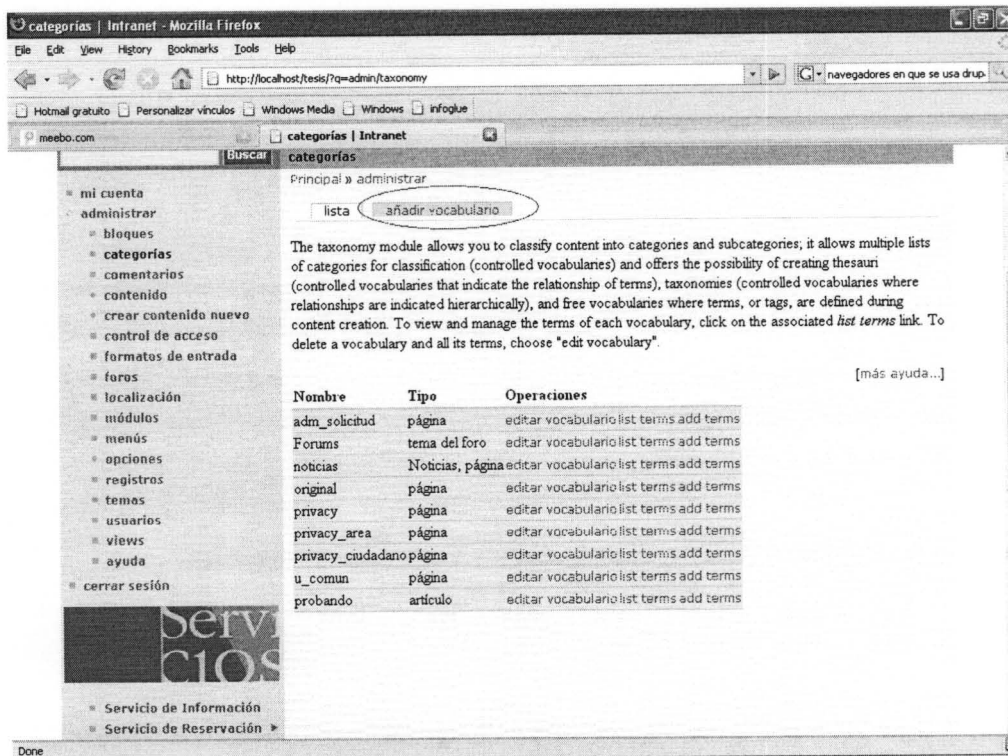 categorías | Intranet - Mozilla Firefox
File Edit View History Bookmarks Tools Help
http://localhost/tesis/?q=admin/taxonomy
navegadores en que se usa drup
Hotmail gratuito Personalizar vínculos Windows Media Windows infoglue
meebo.com categorías | Intranet
Buscar categorías
Principal » administrar
lista añadir vocabulario
mi cuenta
administrar
bloques
categorías
comentarios
contenido
crear contenido nuevo
control de acceso
formatos de entrada
foros
localización
módulos
menús
opciones
registros
temas
usuarios
views
ayuda
cerrar sesión
The taxonomy module allows you to classify content into categories and subcategories; it allows multiple lists
of categories for classification (controlled vocabularies) and offers the possibility of creating thesauri
(controlled vocabularies that indicate the relationship of terms), taxonomies (controlled vocabularies where
relationships are indicated hierarchically), and free vocabularies where terms, or tags, are defined during
content creation. To view and manage the terms of each vocabulary, click on the associated list terms link. To
delete a vocabulary and all its terms, choose "edit vocabulary".
[más ayuda...]
Nombre Tipo Operaciones
adm_solicitud página editar vocabulario list terms add terms
Forums tema del foro editar vocabulario list terms add terms
noticias Noticias, página editar vocabulario list terms add terms
original página editar vocabulario list terms add terms
privacy página editar vocabulario list terms add terms
privacy_area página editar vocabulario list terms add terms
privacy_ciudadano página editar vocabulario list terms add terms
u_comun página editar vocabulario list terms add terms
probando artículo editar vocabulario list terms add terms
Servi
cios
Servicio de Información
Servicio de Reservación
Done